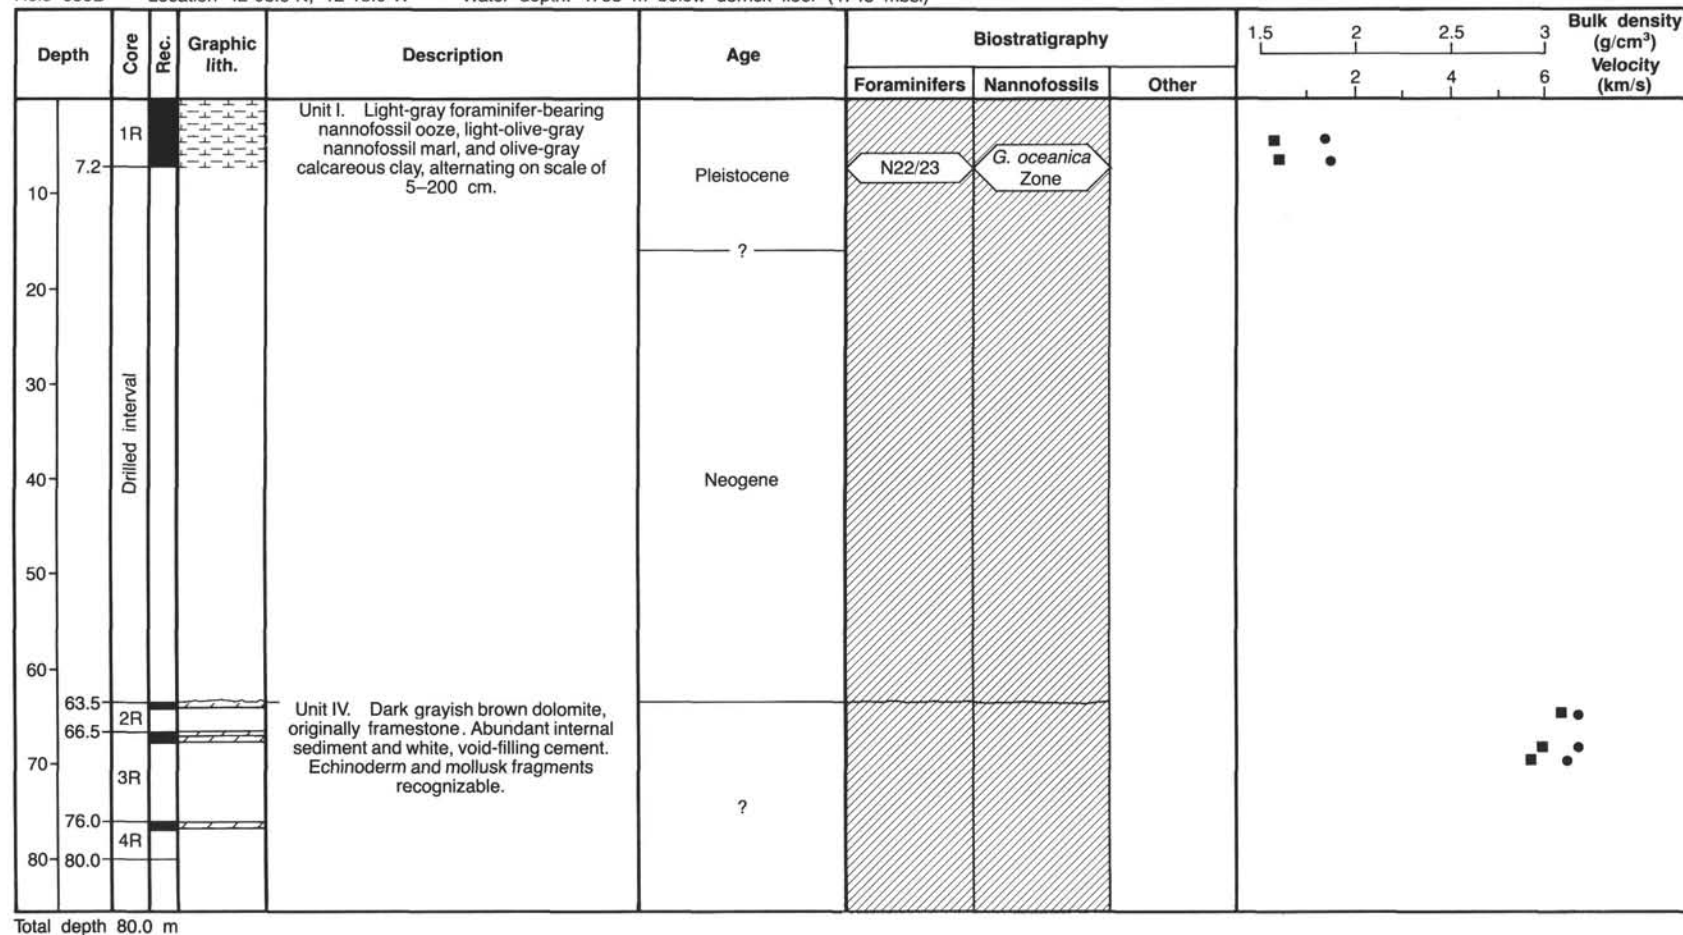 Depth
Core
Rec.
Graphic
lith.
Description
Age
Biostratigraphy
Foraminifers
Nannofossils
Other
1.5
2
2.5
3
Bulk density
(g/cm³)
2
4
6
Velocity
(km/s)
1R
7.2
10
Unit I. Light-gray foraminifer-bearing
nannofossil ooze, light-olive-gray
nannofossil marl, and olive-gray
calcareous clay, alternating on scale of
5–200 cm.
Pleistocene
N22/23
G. oceanica
Zone
?
20
30
Drilled interval
40
Neogene
50
60
63.5
2R
66.5
70
3R
76.0
4R
80
80.0
Unit IV. Dark grayish brown dolomite,
originally framestone. Abundant internal
sediment and white, void-filling cement.
Echinoderm and mollusk fragments
recognizable.
?
Total depth 80.0 m